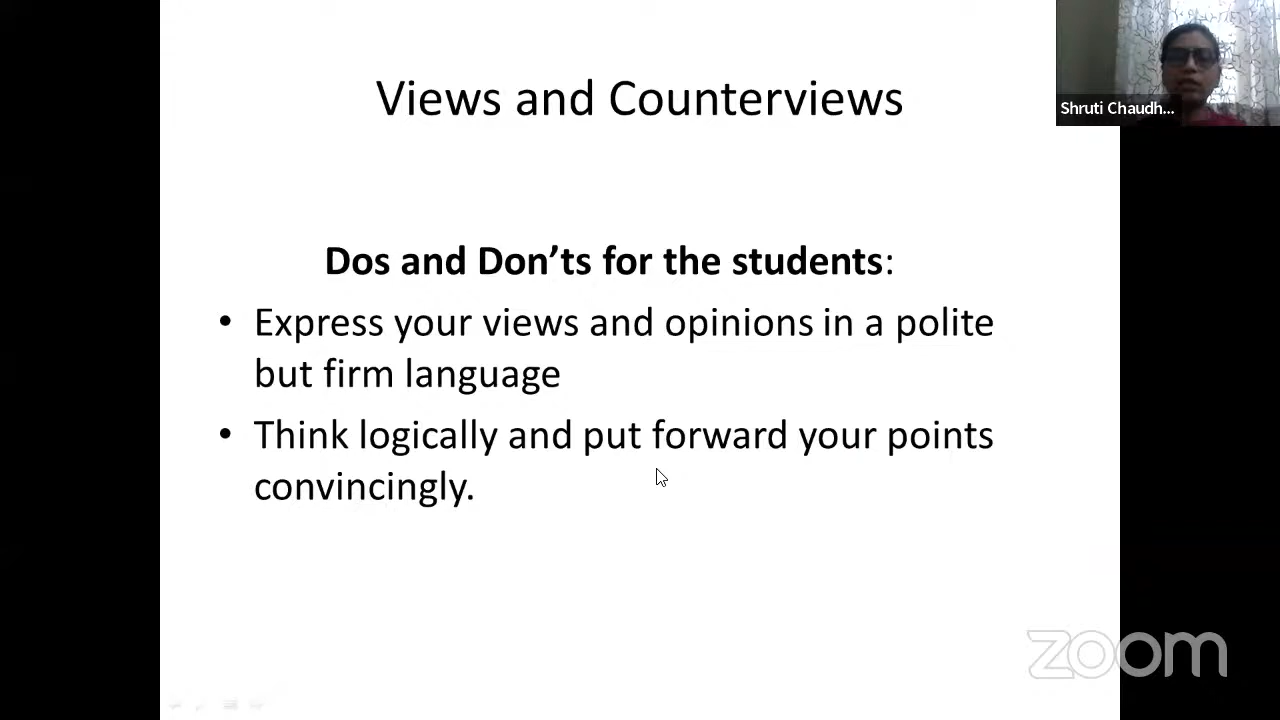 Views and Counterviews
Shruti Chaudh...
Dos and Don’ts for the students:
• Express your views and opinions in a polite
but firm language
• Think logically and put forward your points
convincingly.
zoom